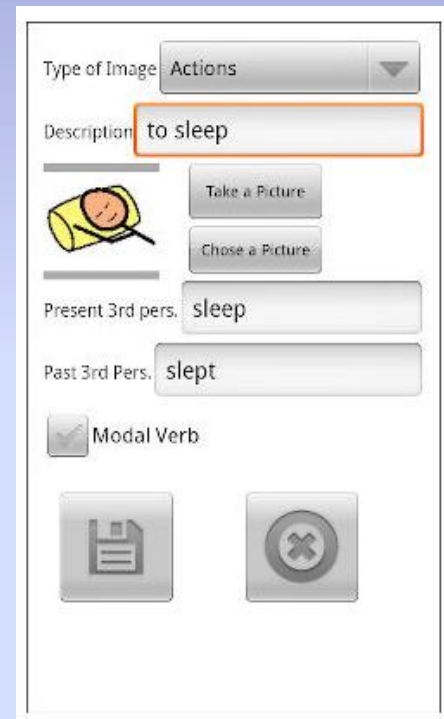 Type of Image Actions
Description to sleep
Take a Picture
Chose a Picture
Present 3rd pers. sleep
Past 3rd Pers. slept
Modal Verb